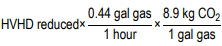 HVHD reduced× 0.44 gal gas / 1 hour × 8.9 kg CO₂ / 1 gal gas